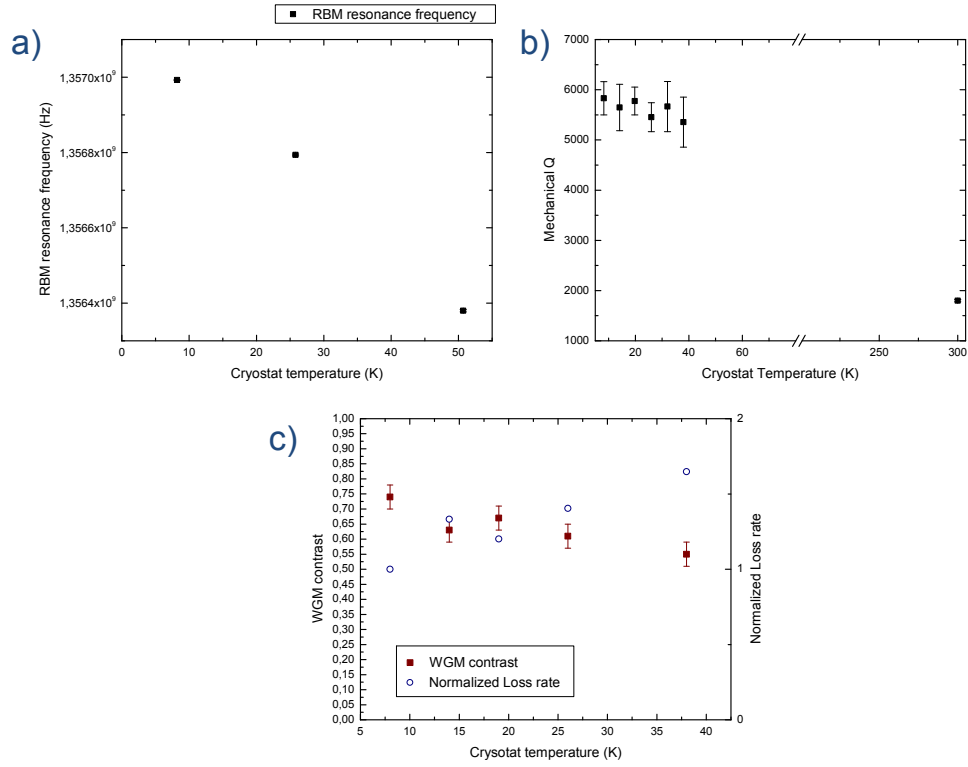 RBM resonance frequency
a)
1,3570x10⁹
1,3568x10⁹
1,3566x10⁹
1,3564x10⁹
RBM resonance frequency (Hz)
0 10 20 30 40 50
Cryostat temperature (K)
b)
7000
6000
5000
4000
3000
2000
1000
Mechanical Q
20 40 60 250 300
Cryostat Temperature (K)
c)
1,00
0,95
0,90
0,85
0,80
0,75
0,70
0,65
0,60
0,55
0,50
0,45
0,40
0,35
0,30
0,25
0,20
0,15
0,10
0,05
0,00
WGM contrast
2
1
0
Normalized Loss rate
WGM contrast
Normalized Loss rate
5 10 15 20 25 30 35 40
Crysotat temperature (K)